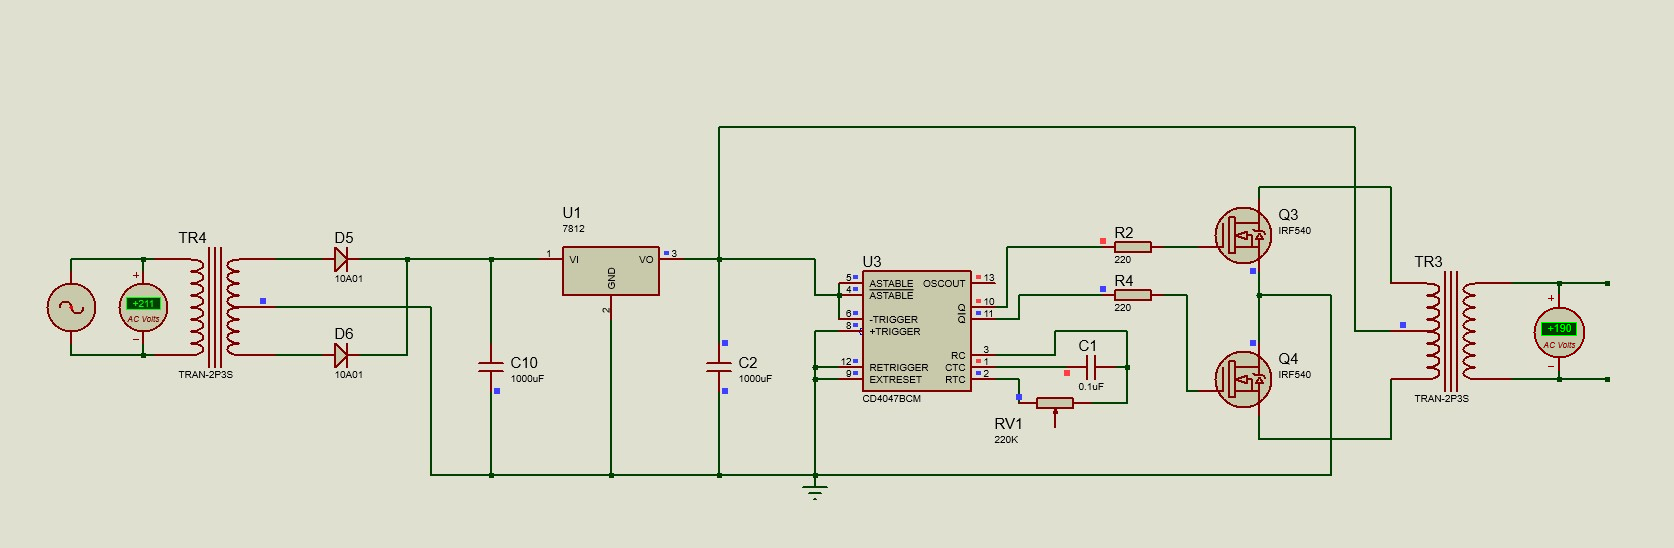 TR4
TRAN-2P3S
+211
AC Volts
+
−
D5
10A01
D6
10A01
C10
1000uF
U1
7812
1
VI
VO
3
GND
2
C2
1000uF
U3
5
ASTABLE
4
ASTABLE
6
-TRIGGER
8
+TRIGGER
12
RETRIGGER
9
EXTRESET
OSCOUT
13
Q
10
Q
11
RC
3
CTC
1
RTC
2
CD4047BCM
R2
220
R4
220
C1
0.1uF
RV1
220K
Q3
IRF540
Q4
IRF540
TR3
TRAN-2P3S
+
+190
AC Volts
−